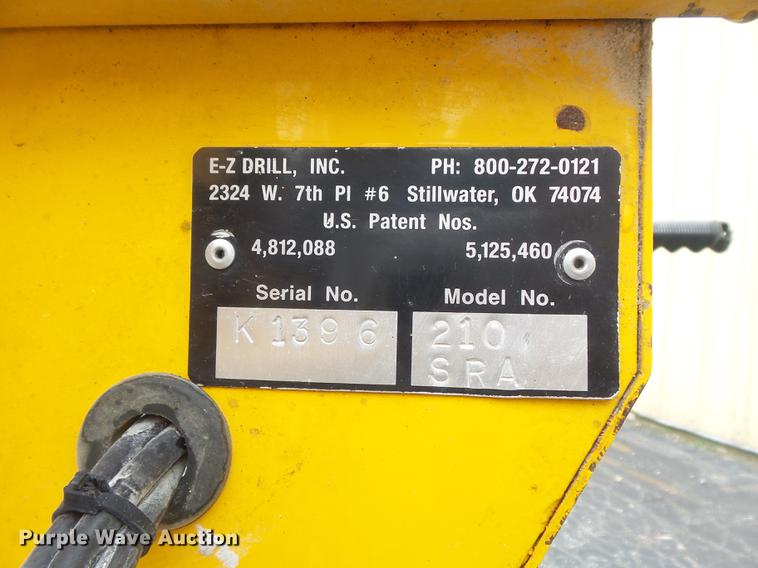 E-Z DRILL, INC. PH: 800-272-0121
2324 W. 7th Pl #6 Stillwater, OK 74074
U.S. Patent Nos.
4,812,088 5,125,460
Serial No. Model No.
K1396 210
SRA
Purple Wave Auction